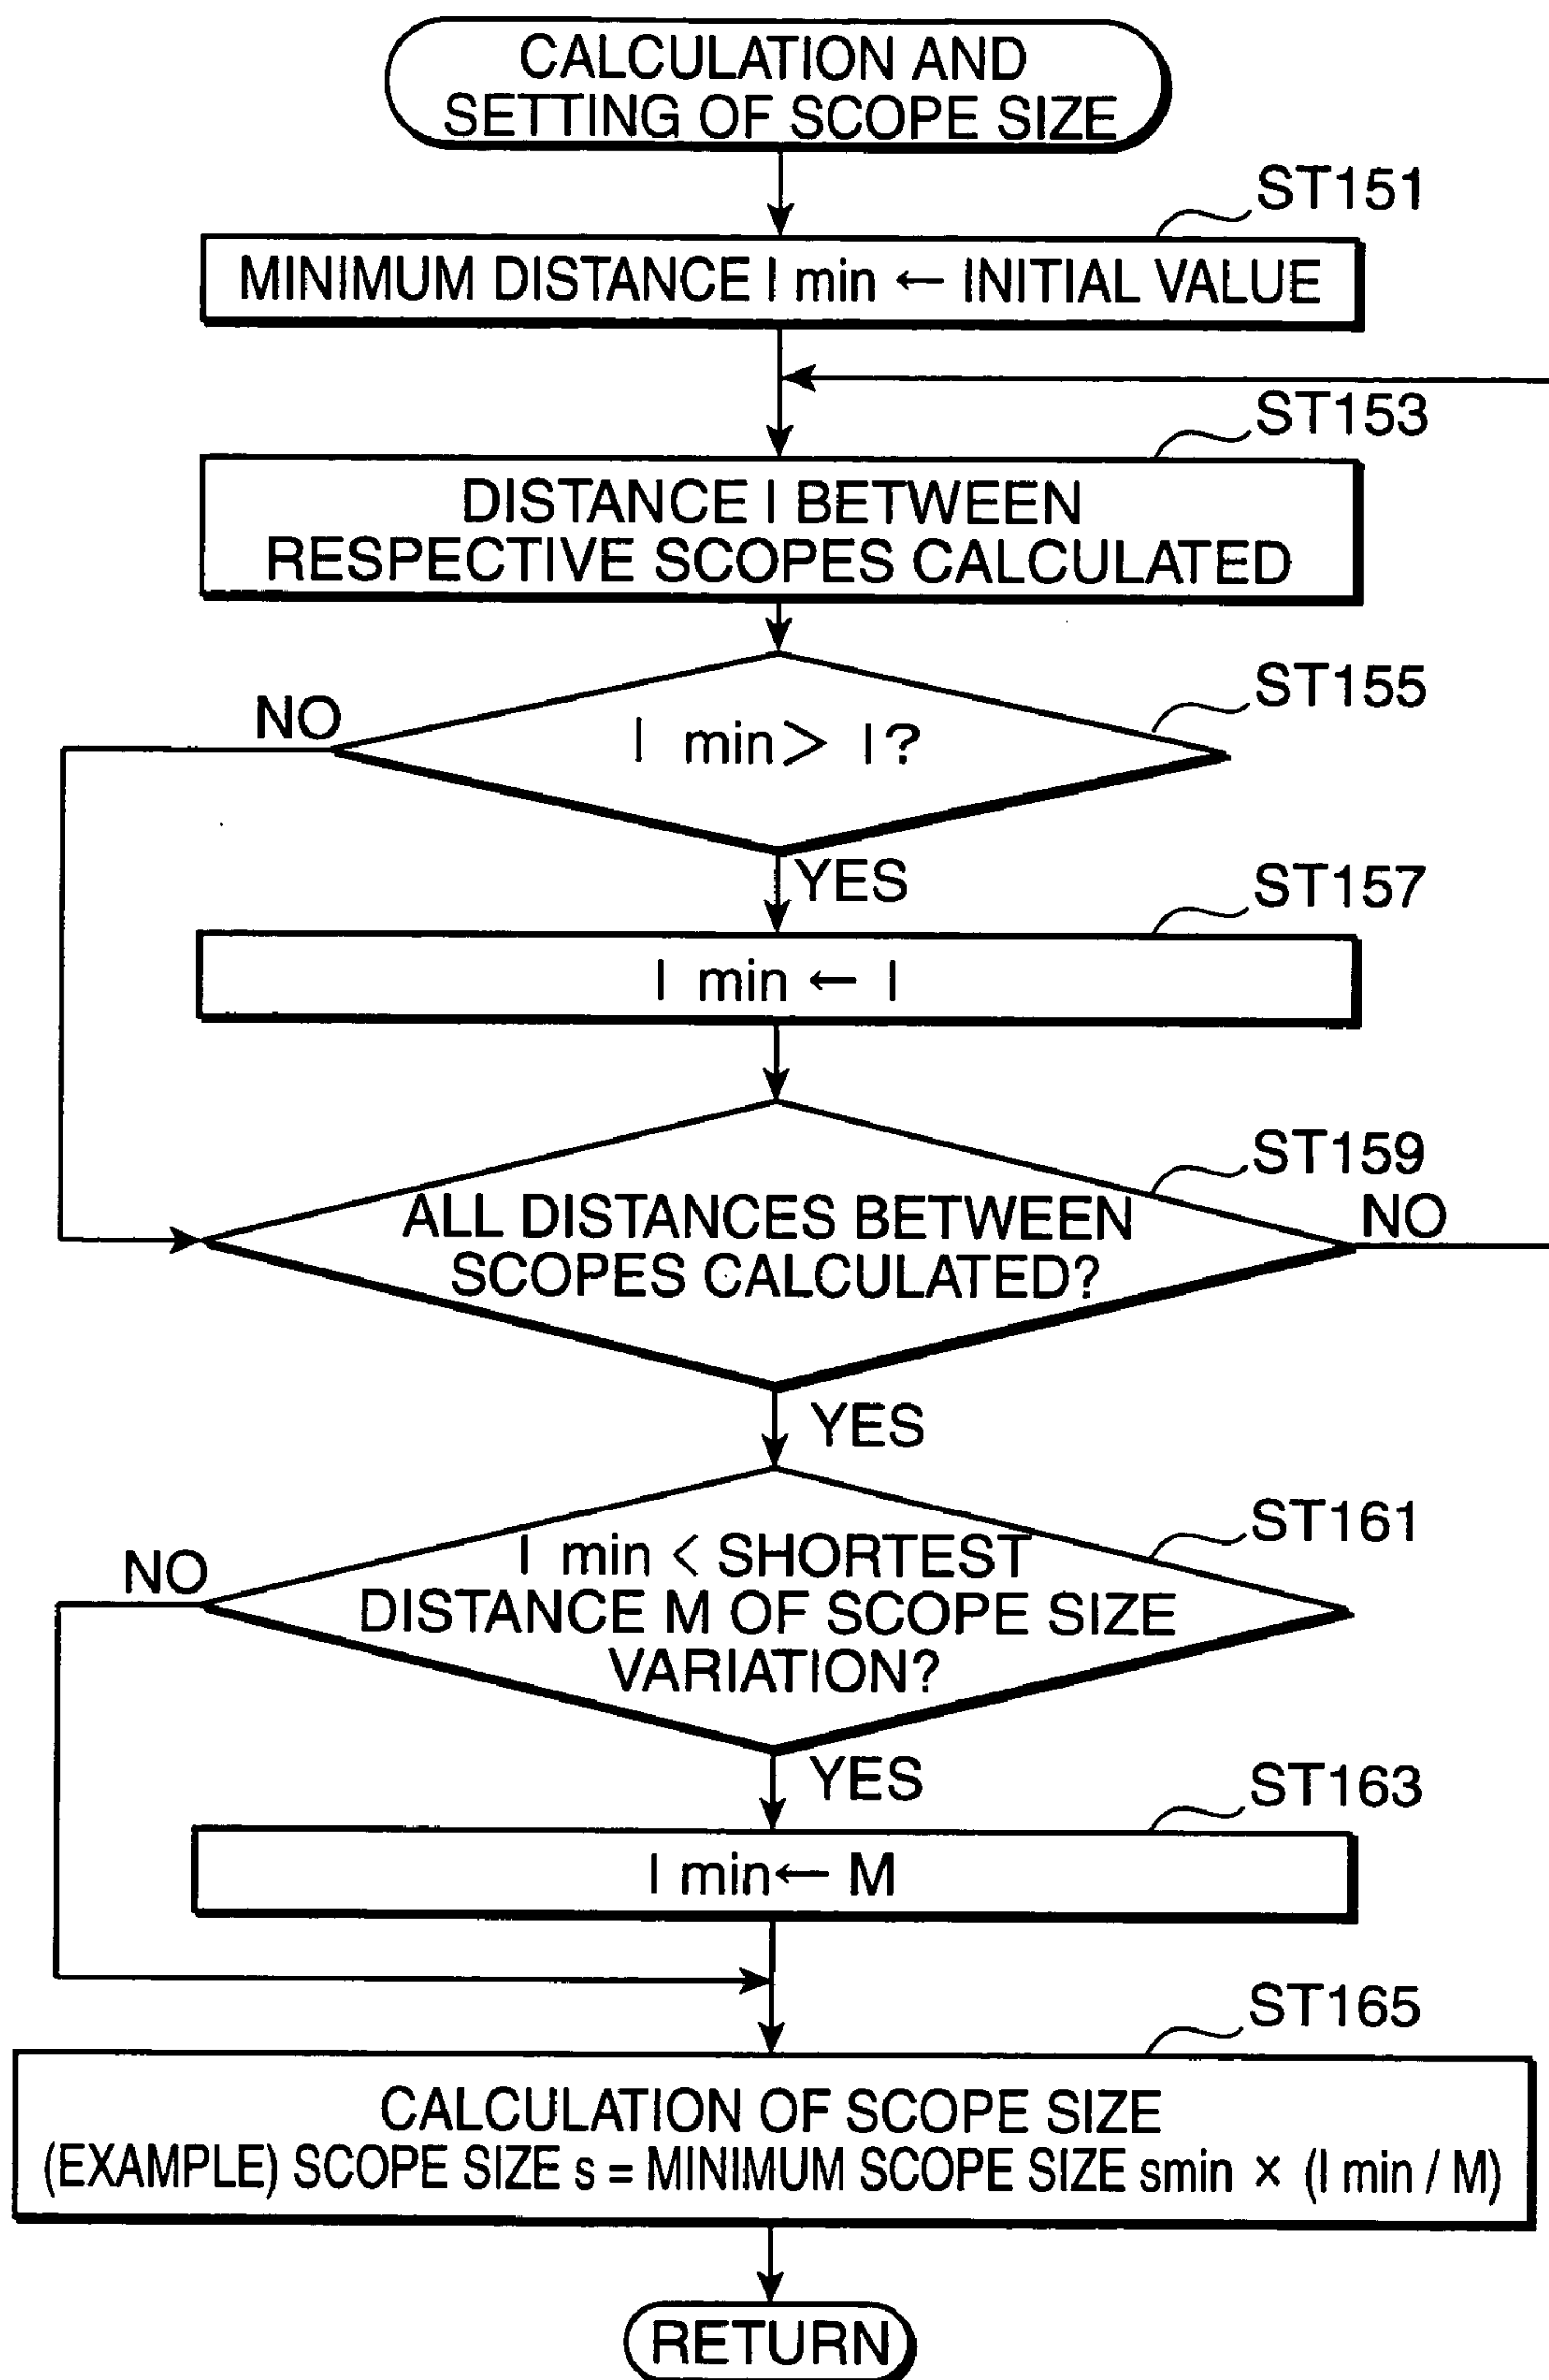 CALCULATION AND
SETTING OF SCOPE SIZE
ST151
MINIMUM DISTANCE l min ← INITIAL VALUE
ST153
DISTANCE l BETWEEN
RESPECTIVE SCOPES CALCULATED
ST155
NO
l min > l?
YES
ST157
l min ← l
ST159
ALL DISTANCES BETWEEN
SCOPES CALCULATED?
NO
YES
ST161
NO
l min < SHORTEST
DISTANCE M OF SCOPE SIZE
VARIATION?
YES
ST163
l min ← M
ST165
CALCULATION OF SCOPE SIZE
(EXAMPLE) SCOPE SIZE s = MINIMUM SCOPE SIZE smin × (l min / M)
RETURN